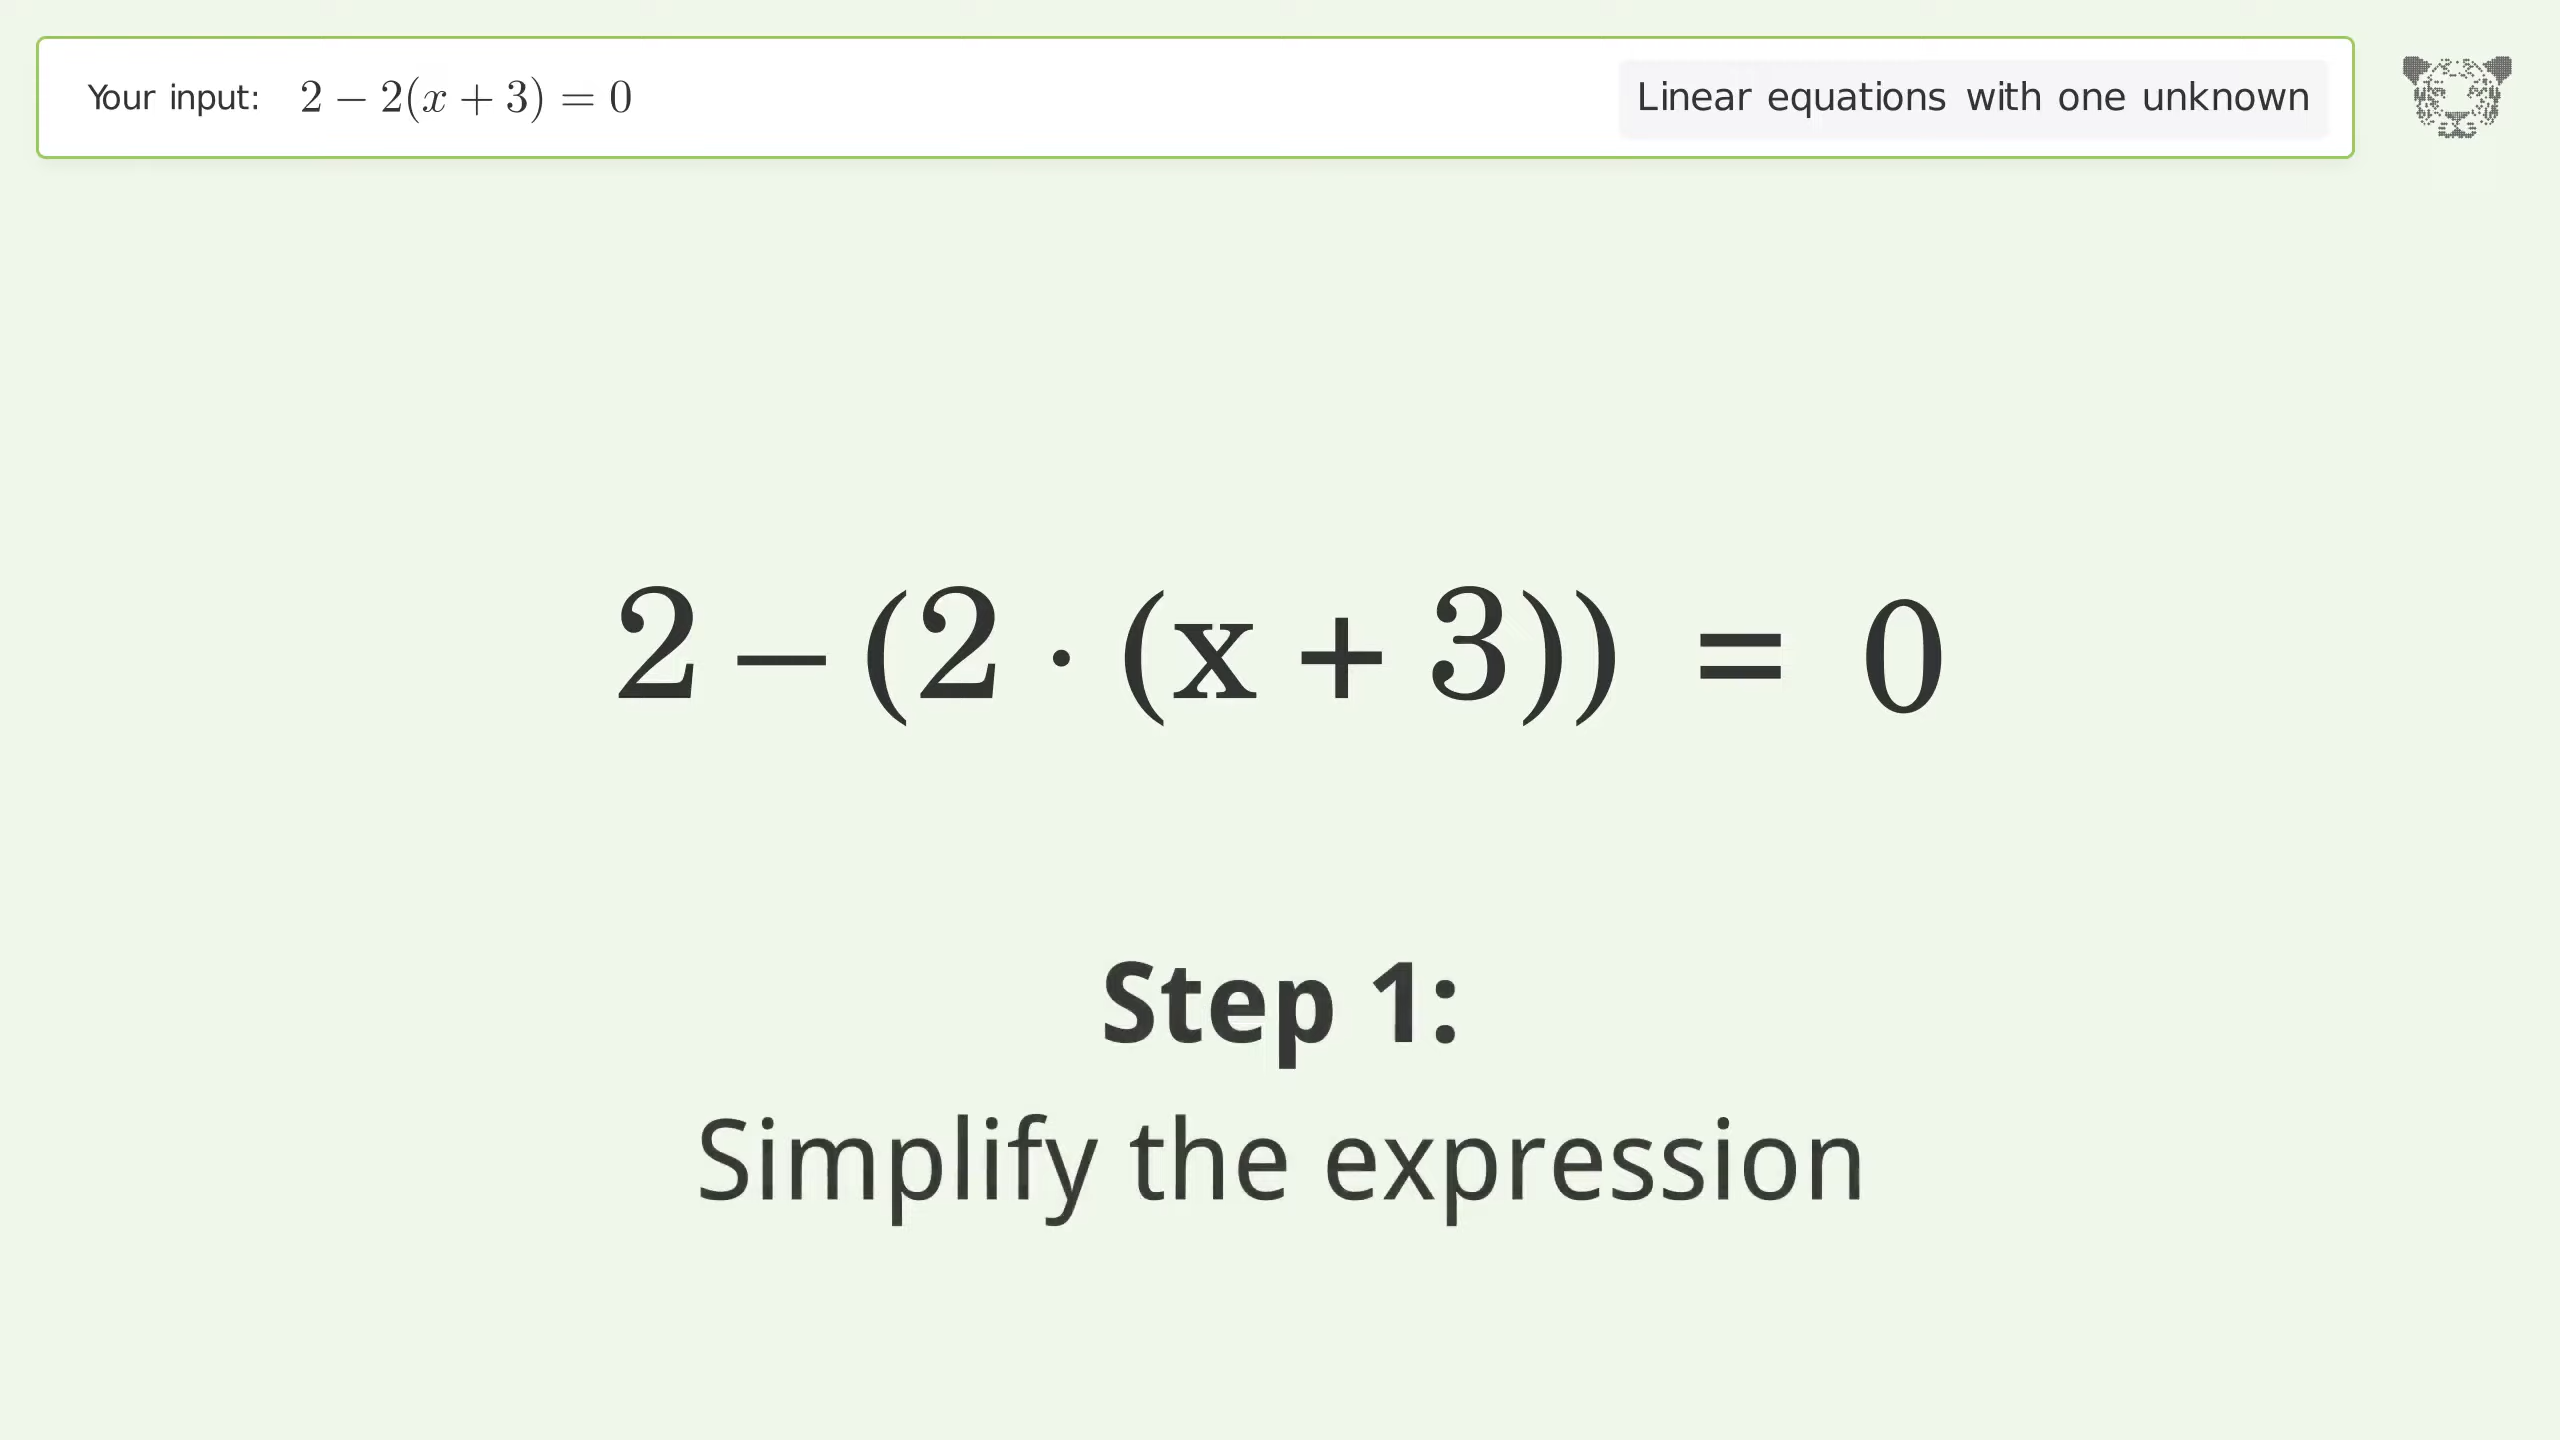 Your input: 2 − 2(x + 3) = 0
Linear equations with one unknown
2 − (2 · (x + 3)) = 0
Step 1:
Simplify the expression